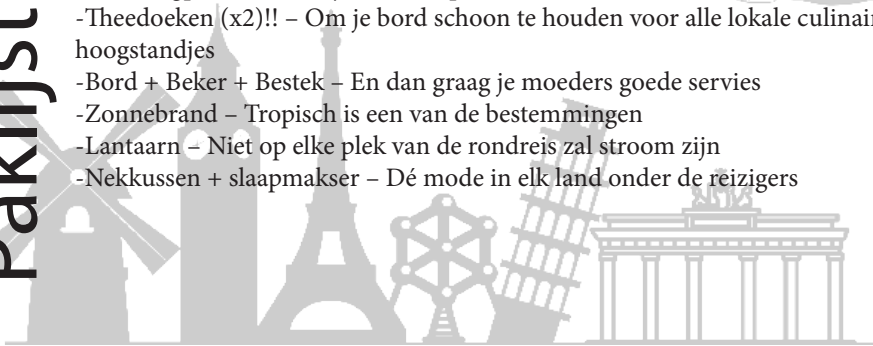 Paklijst
-Theedoeken (x2)!! – Om je bord schoon te houden voor alle lokale culinair
hoogstandjes
-Bord + Beker + Bestek – En dan graag je moeders goede servies
-Zonnebrand – Tropisch is een van de bestemmingen
-Lantaarn – Niet op elke plek van de rondreis zal stroom zijn
-Nekkussen + slaapmakser – Dé mode in elk land onder de reizigers